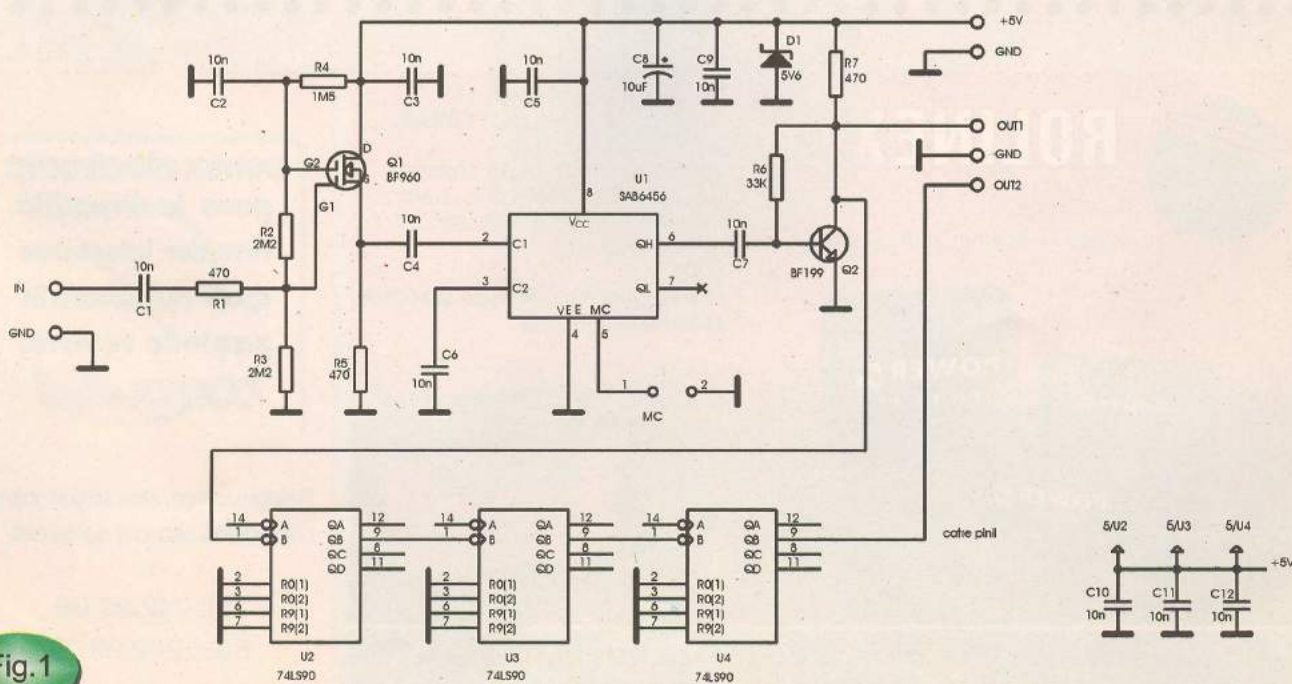 +5V
GND
OUT1
GND
OUT2
10n
C2
R4
1M5
10n
C3
10n
C5
C8
10uF
C9
10n
D1
5V6
R7
470
R6
33K
G2
G1
D
S
Q1
BF960
R2
2M2
IN
10n
C1
470
R1
GND
R3
2M2
R5
470
10n
C4
C6
10n
U1
SAB6456
8
VCC
2 C1
3 C2
QH 6
QL 7
VEE MC
4 5
10n
C7
BF199 Q2
1 2
MC
14 A QA 12
1 B QB 9
QC 8
QD 11
2 R0(1)
3 R0(2)
6 R9(1)
7 R9(2)
U2
74LS90
14 A QA 12
1 B QB 9
QC 8
QD 11
2 R0(1)
3 R0(2)
6 R9(1)
7 R9(2)
U3
74LS90
14 A QA 12
1 B QB 9
QC 8
QD 11
2 R0(1)
3 R0(2)
6 R9(1)
7 R9(2)
U4
74LS90
catre pinii
5/U2 5/U3 5/U4
+5V
C10 C11 C12
10n 10n 10n
Fig.1